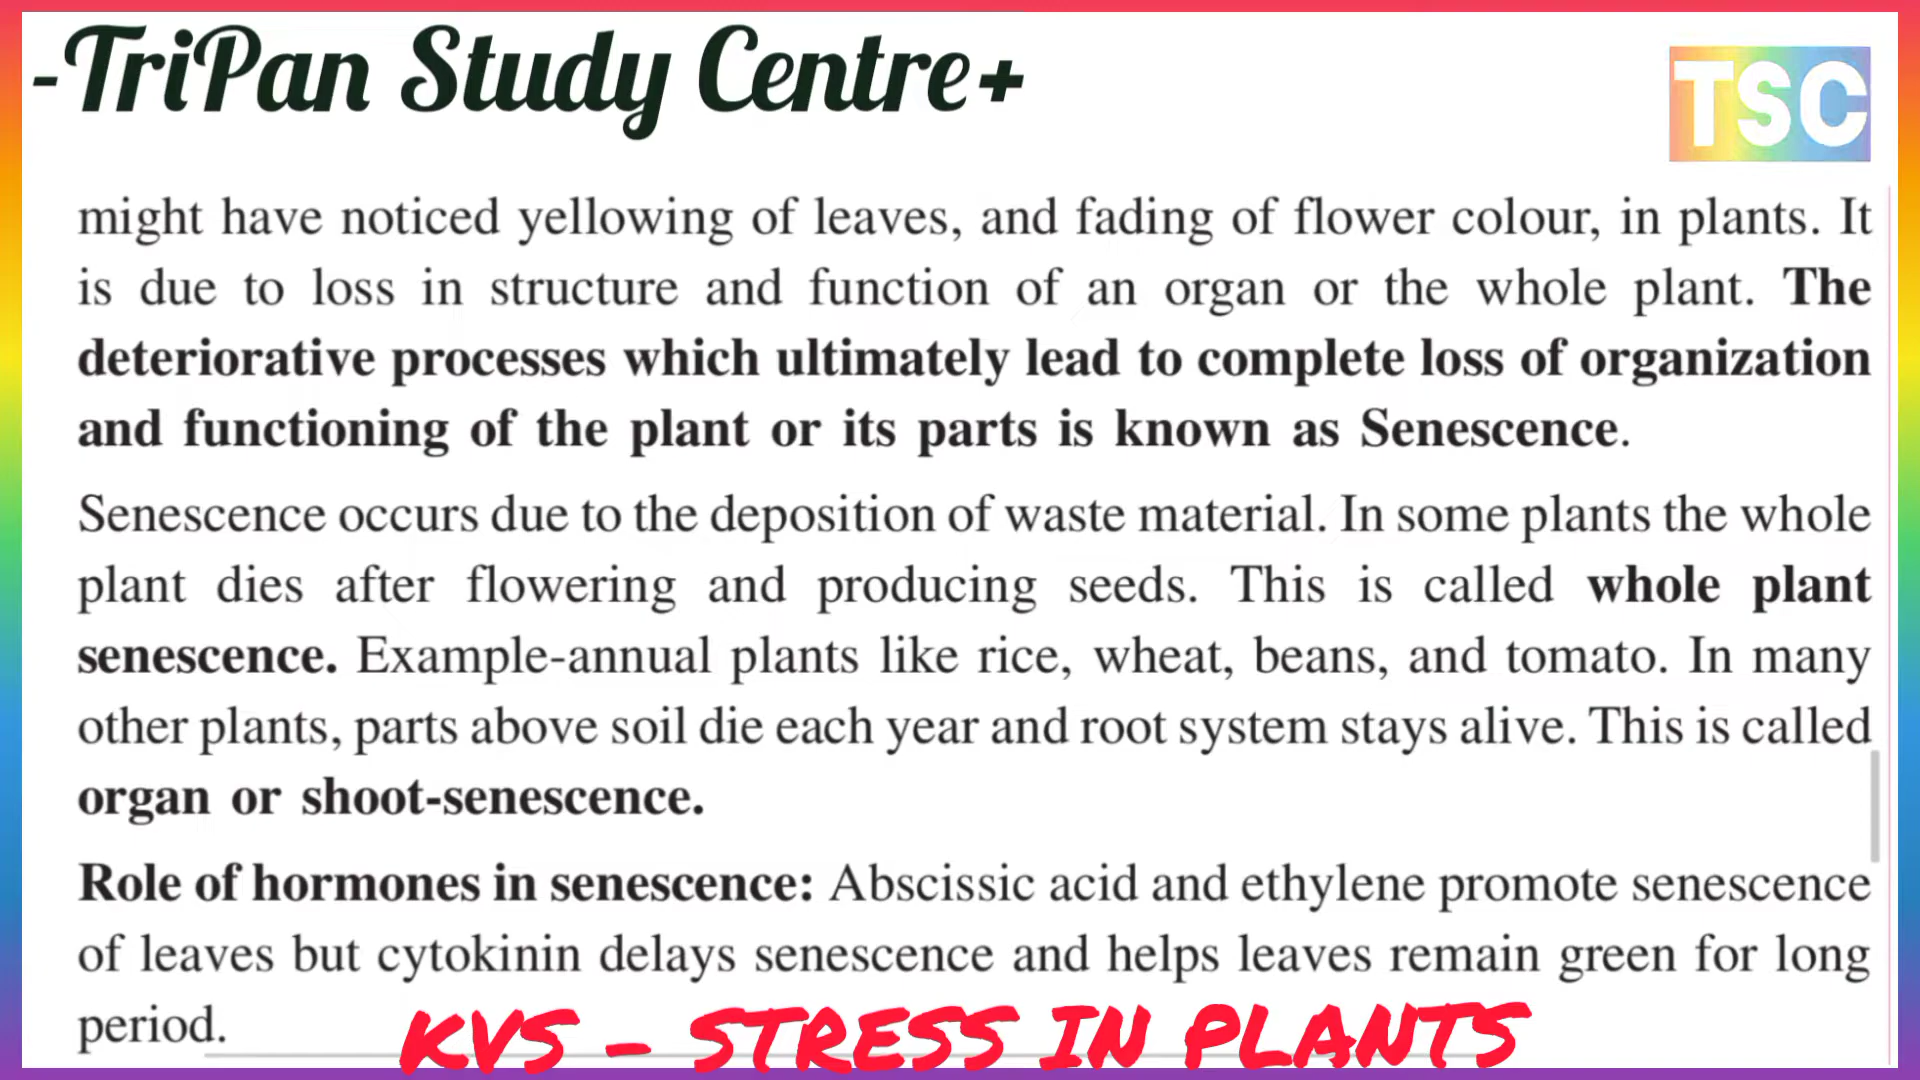 -TriPan Study Centre+
TSC
might have noticed yellowing of leaves, and fading of flower colour, in plants. It
is due to loss in structure and function of an organ or the whole plant. The
deteriorative processes which ultimately lead to complete loss of organization
and functioning of the plant or its parts is known as Senescence.
Senescence occurs due to the deposition of waste material. In some plants the whole
plant dies after flowering and producing seeds. This is called whole plant
senescence. Example-annual plants like rice, wheat, beans, and tomato. In many
other plants, parts above soil die each year and root system stays alive. This is called
organ or shoot-senescence.
Role of hormones in senescence: Abscissic acid and ethylene promote senescence
of leaves but cytokinin delays senescence and helps leaves remain green for long
period.
KVS - STRESS IN PLANTS